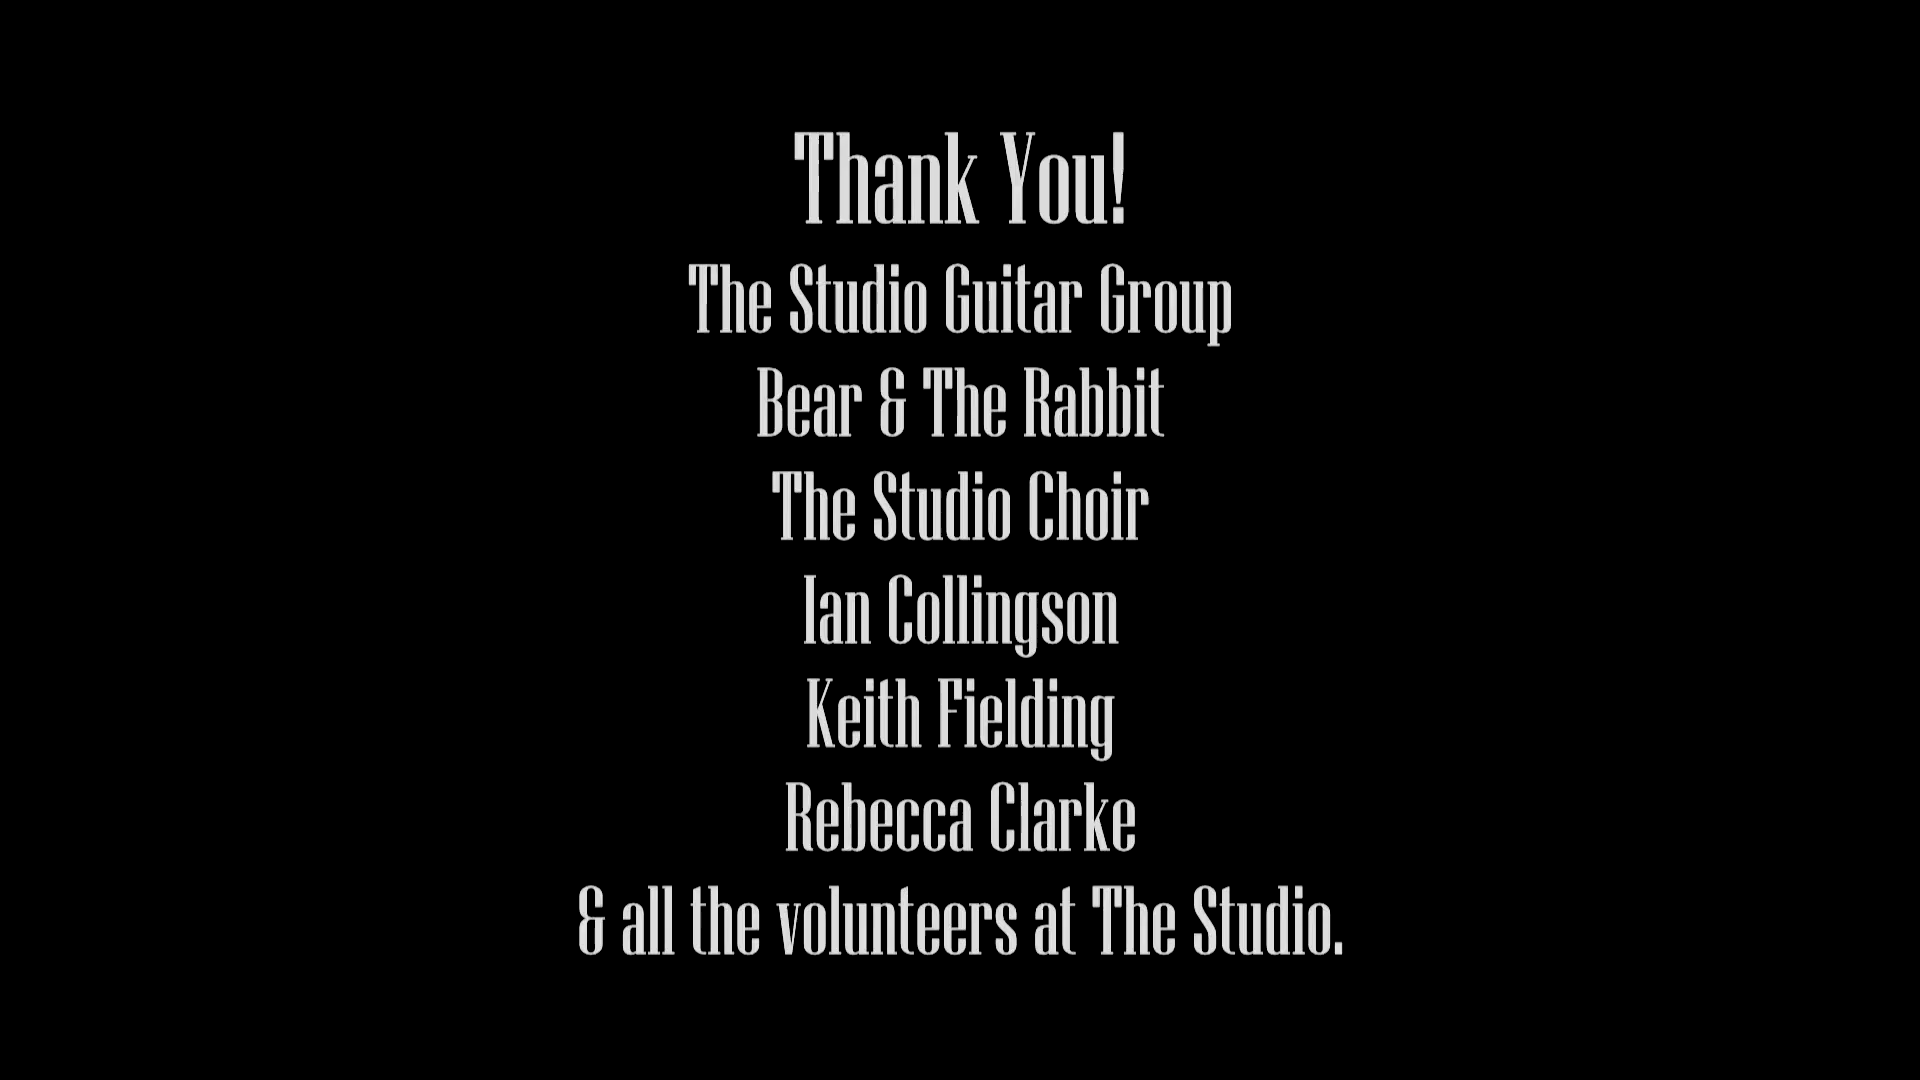 Thank You!
The Studio Guitar Group
Bear & The Rabbit
The Studio Choir
Ian Collingson
Keith Fielding
Rebecca Clarke
& all the volunteers at The Studio.